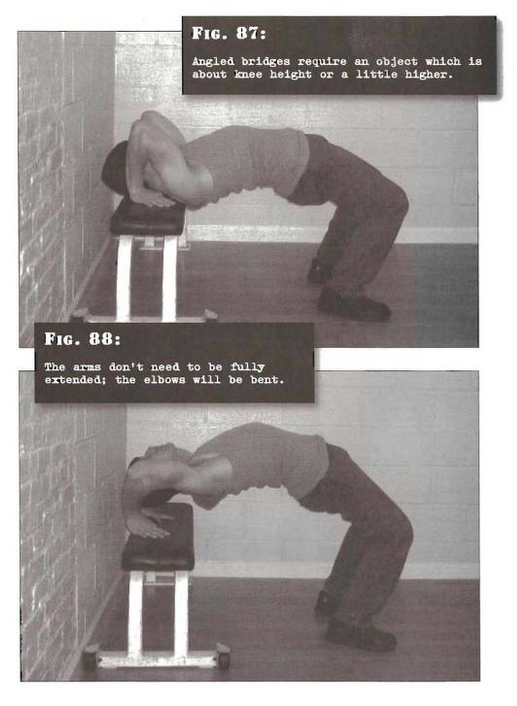 Fig. 87:
Angled bridges require an object which is
about knee height or a little higher.
Fig. 88:
The arms don't need to be fully
extended; the elbows will be bent.